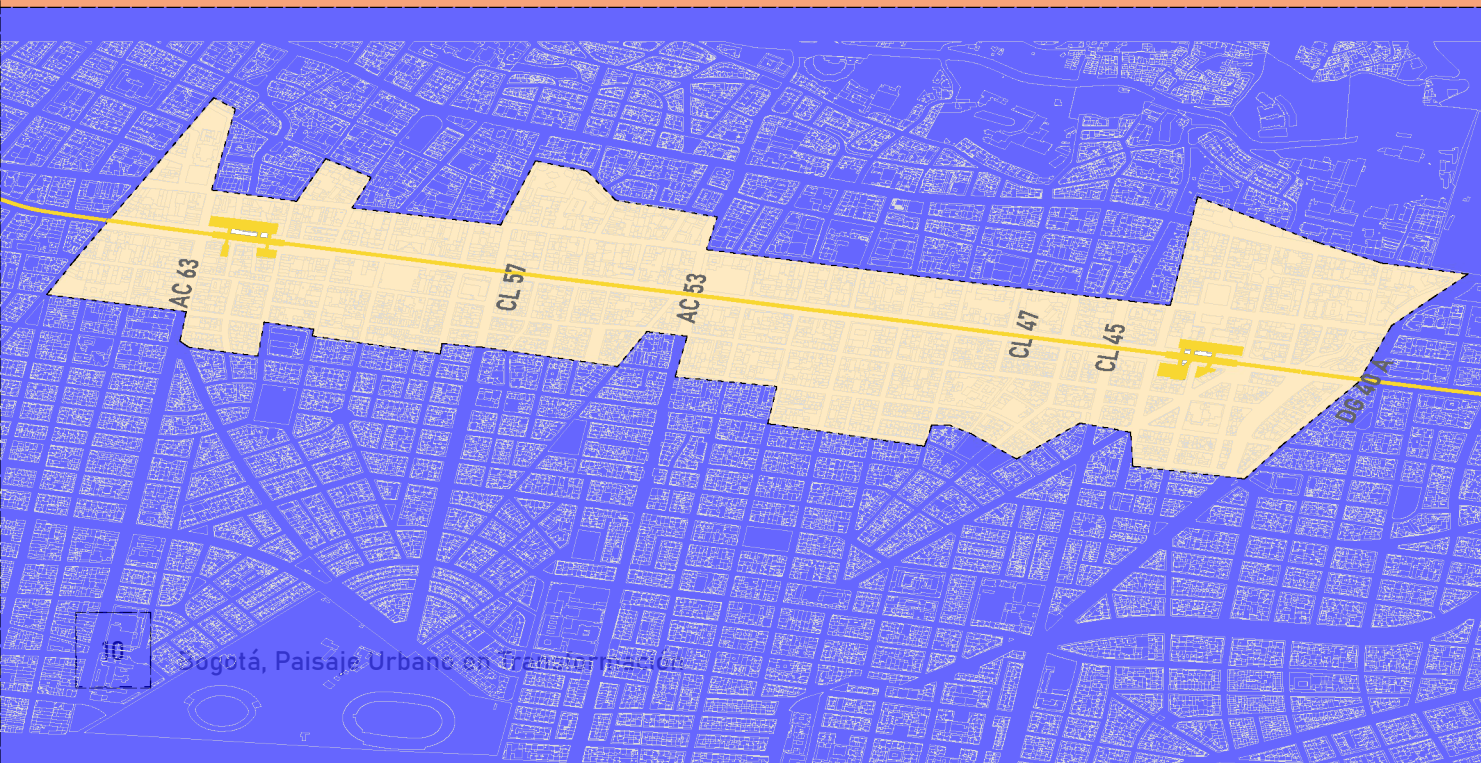 AC 63
CL 57
AC 53
CL 47
CL 45
DG 40 A
10
Bogotá, Paisaje Urbano en Transformación